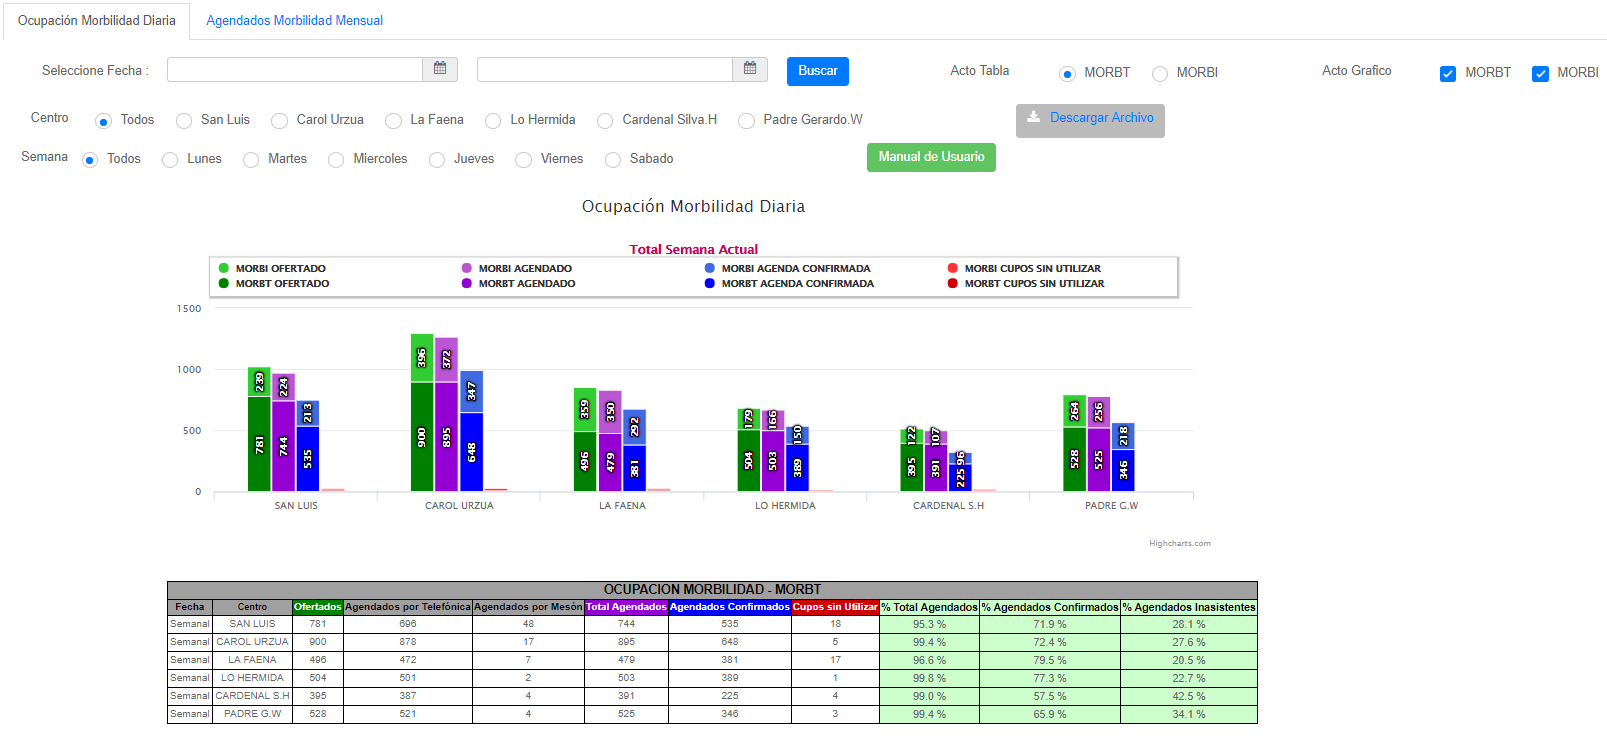 Ocupación Morbilidad Diaria Agendados Morbilidad Mensual
Seleccione Fecha : Buscar Acto Tabla MORBT MORBI Acto Grafico MORBT MORBI
Centro Todos San Luis Carol Urzua La Faena Lo Hermida Cardenal Silva.H Padre Gerardo.W Descargar Archivo
Semana Todos Lunes Martes Miercoles Jueves Viernes Sabado Manual de Usuario
Ocupación Morbilidad Diaria
Total Semana Actual
MORBI OFERTADO MORBI AGENDADO MORBI AGENDA CONFIRMADA MORBI CUPOS SIN UTILIZAR
MORBT OFERTADO MORBT AGENDADO MORBT AGENDA CONFIRMADA MORBT CUPOS SIN UTILIZAR
1500
1000
500
0
239 224 213 396 372 347 359 350 292 179 166 150 122 107 96 264 256 218
781 744 535 900 895 648 496 479 381 504 503 389 395 391 225 528 525 346
SAN LUIS CAROL URZUA LA FAENA LO HERMIDA CARDENAL S.H PADRE G.W
Highcharts.com
OCUPACION MORBILIDAD - MORBT
Fecha Centro Ofertados Agendados por Telefónica Agendados por Mesón Total Agendados Agendados Confirmados Cupos sin Utilizar % Total Agendados % Agendados Confirmados % Agendados Inasistentes
Semanal SAN LUIS 781 696 48 744 535 18 95.3 % 71.9 % 28.1 %
Semanal CAROL URZUA 900 878 17 895 648 5 99.4 % 72.4 % 27.6 %
Semanal LA FAENA 496 472 7 479 381 17 96.6 % 79.5 % 20.5 %
Semanal LO HERMIDA 504 501 2 503 389 1 99.8 % 77.3 % 22.7 %
Semanal CARDENAL S.H 395 387 4 391 225 4 99.0 % 57.5 % 42.5 %
Semanal PADRE G.W 528 521 4 525 346 3 99.4 % 65.9 % 34.1 %